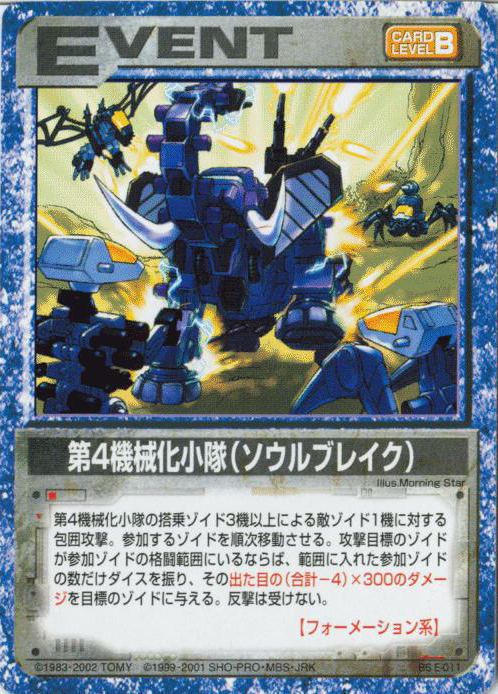 EVENT
CARD LEVEL B
第4機械化小隊(ソウルブレイク)
Illus.Morning Star
第4機械化小隊の搭乗ゾイド3機以上による敵ゾイド1機に対する
包囲攻撃。参加するゾイドを順次移動させる。攻撃目標のゾイド
が参加ゾイドの格闘範囲にいるならば、範囲に入れた参加ゾイド
の数だけダイスを振り、その出た目の(合計−4)×300のダメー
ジを目標のゾイドに与える。反撃は受けない。
【フォーメーション系】
©1983-2002 TOMY ©1999-2001 SHO-PRO・MBS・JRK BS E-011